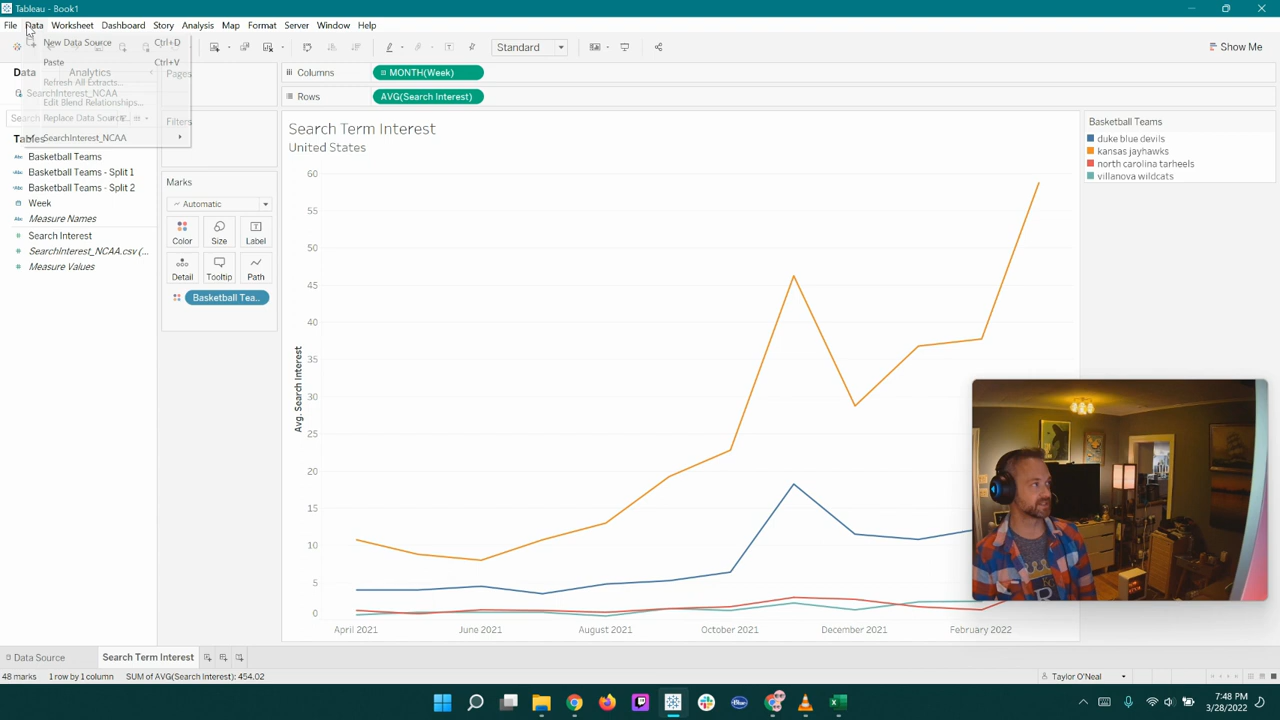 Tableau - Book1
File Data Worksheet Dashboard Story Analysis Map Format Server Window Help
New Data Source Ctrl+D
Paste Ctrl+V
Refresh All Extracts...
Edit Blend Relationships...
Replace Data Source...
SearchInterest_NCAA
Standard
Show Me
Data Analytics
SearchInterest_NCAA
Search
Tables
Basketball Teams
Basketball Teams - Split 1
Basketball Teams - Split 2
Week
Measure Names
Search Interest
SearchInterest_NCAA.csv (...
Measure Values
Pages
Filters
Marks
Automatic
Color Size Label
Detail Tooltip Path
Basketball Tea..
Columns MONTH(Week)
Rows AVG(Search Interest)
Search Term Interest
United States
Avg. Search Interest
60
55
50
45
40
35
30
25
20
15
10
5
0
April 2021 June 2021 August 2021 October 2021 December 2021 February 2022
Basketball Teams
duke blue devils
kansas jayhawks
north carolina tarheels
villanova wildcats
Data Source Search Term Interest
48 marks 1 row by 1 column SUM of AVG(Search Interest): 454.02
Taylor O'Neal
7:48 PM
3/28/2022